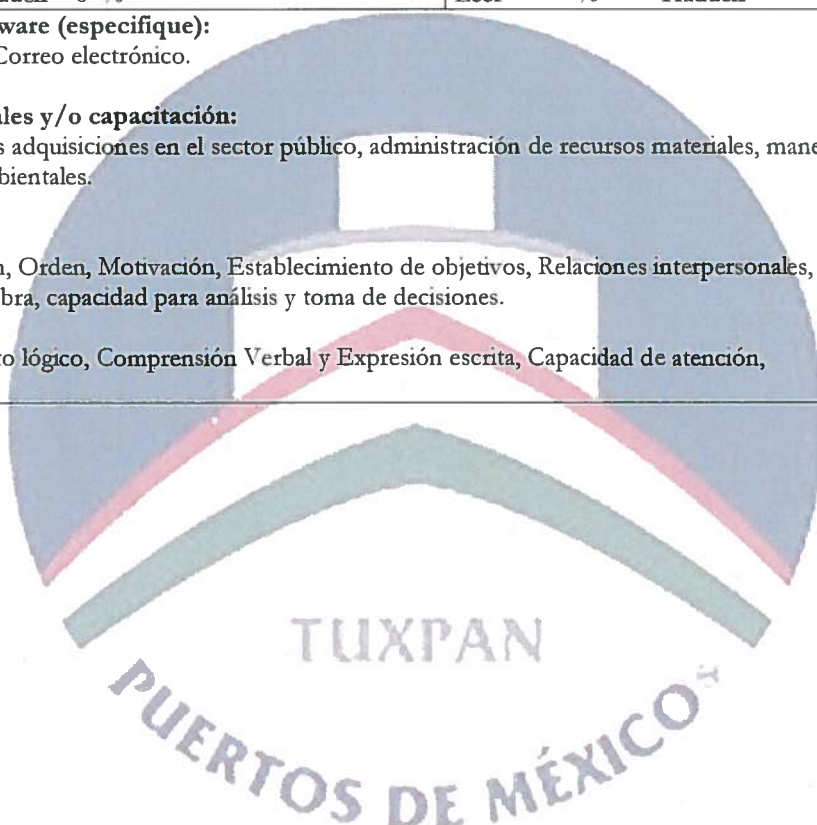 ware (especifique):
Correo electrónico.
les y/o capacitación:
s adquisiciones en el sector público, administración de recursos materiales, mane
bientales.
n, Orden, Motivación, Establecimiento de objetivos, Relaciones interpersonales,
bra, capacidad para análisis y toma de decisiones.
to lógico, Comprensión Verbal y Expresión escrita, Capacidad de atención,
TUXPAN
PUERTOS DE MÉXICO